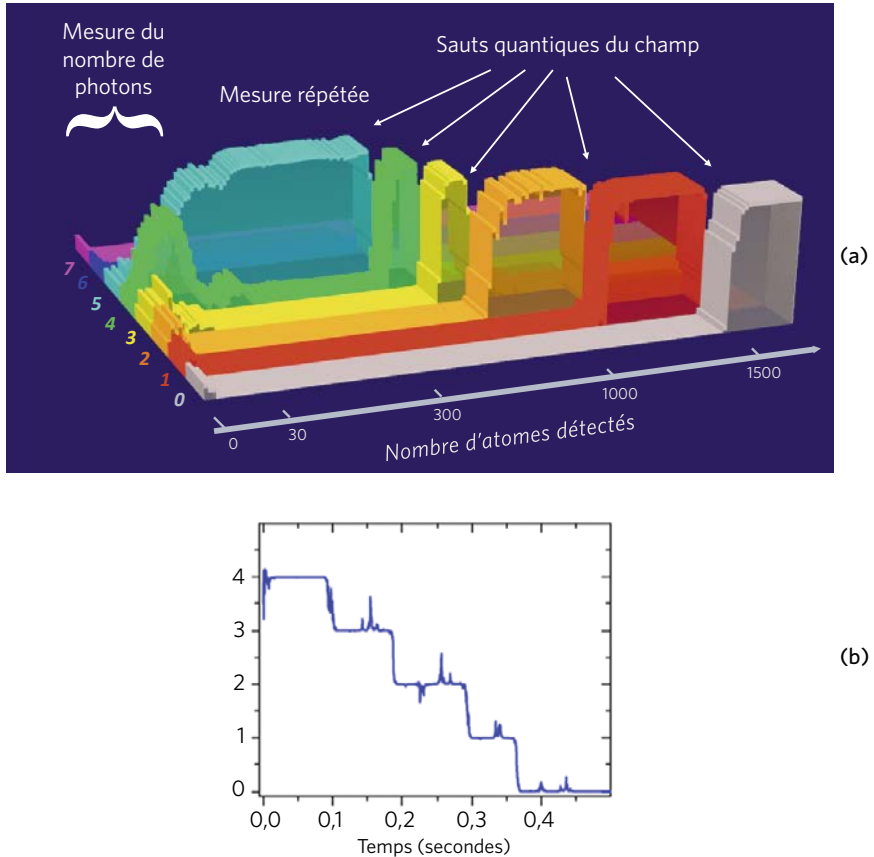 Mesure du
nombre de
photons
Sauts quantiques du champ
Mesure répétée
(a)
7
6
5
4
3
2
1
0
0
30
300
1000
1500
Nombre d'atomes détectés
4
3
2
1
0
(b)
0,0 0,1 0,2 0,3 0,4
Temps (secondes)